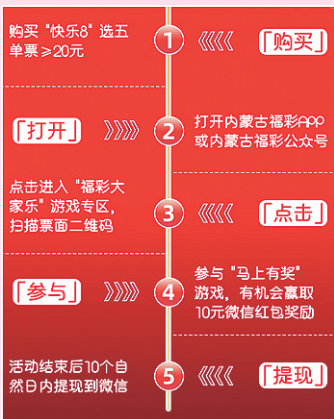 购买“快乐8”选五
单票≥20元
1
「购买」
「打开」
2
打开内蒙古福彩APP
或内蒙古福彩公众号
点击进入“福彩大
家乐”游戏专区，
扫描票面二维码
3
「点击」
「参与」
4
参与“马上有奖”
游戏，有机会赢取
10元微信红包奖励
活动结束后10个自
然日内提现到微信
5
「提现」